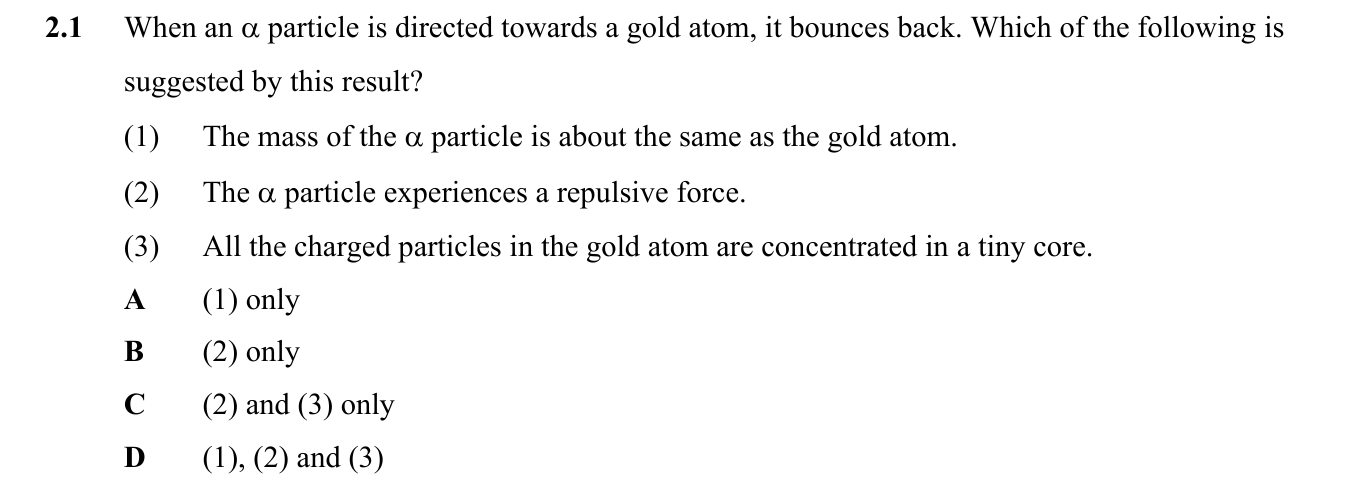 2.1 When an α particle is directed towards a gold atom, it bounces back. Which of the following is
suggested by this result?
(1) The mass of the α particle is about the same as the gold atom.
(2) The α particle experiences a repulsive force.
(3) All the charged particles in the gold atom are concentrated in a tiny core.
A (1) only
B (2) only
C (2) and (3) only
D (1), (2) and (3)